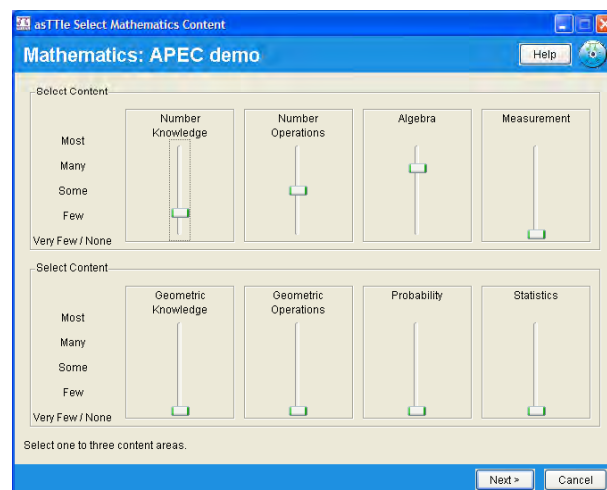 asTTle Select Mathematics Content
Mathematics: APEC demo
Help
Select Content
Number Knowledge
Number Operations
Algebra
Measurement
Most
Many
Some
Few
Very Few / None
Select Content
Geometric Knowledge
Geometric Operations
Probability
Statistics
Most
Many
Some
Few
Very Few / None
Select one to three content areas.
Next >
Cancel